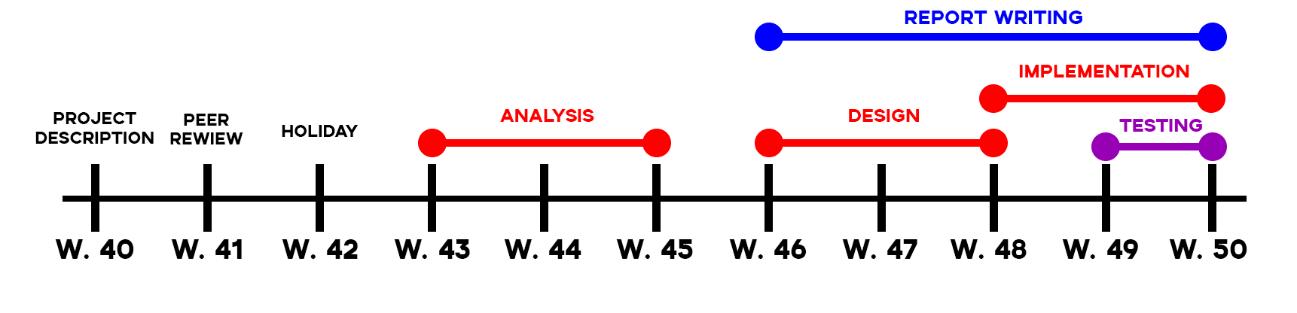 REPORT WRITING
IMPLEMENTATION
PROJECT
DESCRIPTION
PEER
REWIEW
HOLIDAY
ANALYSIS
DESIGN
TESTING
W. 40
W. 41
W. 42
W. 43
W. 44
W. 45
W. 46
W. 47
W. 48
W. 49
W. 50